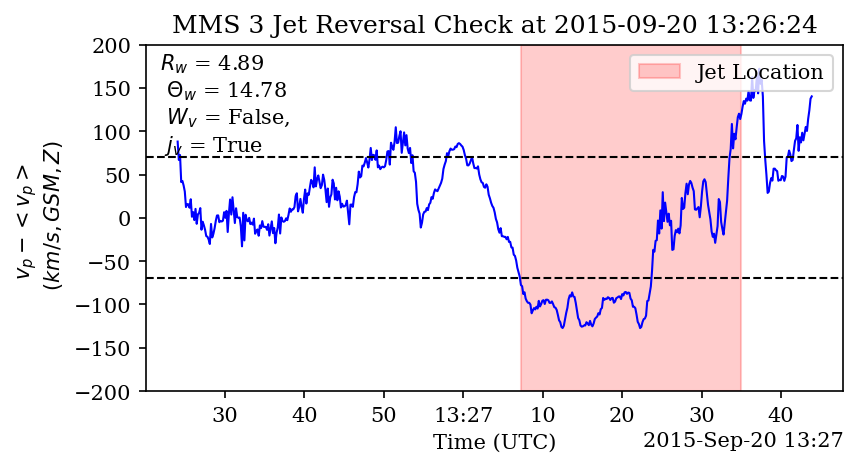 MMS 3 Jet Reversal Check at 2015-09-20 13:26:24
R_w = 4.89
Θ_w = 14.78
W_v = False,
j_v = True
Jet Location
200
150
100
50
0
−50
−100
−150
−200
v_p − < v_p >
(km/s, GSM, Z)
30 40 50 13:27 10 20 30 40
Time (UTC)
2015-Sep-20 13:27